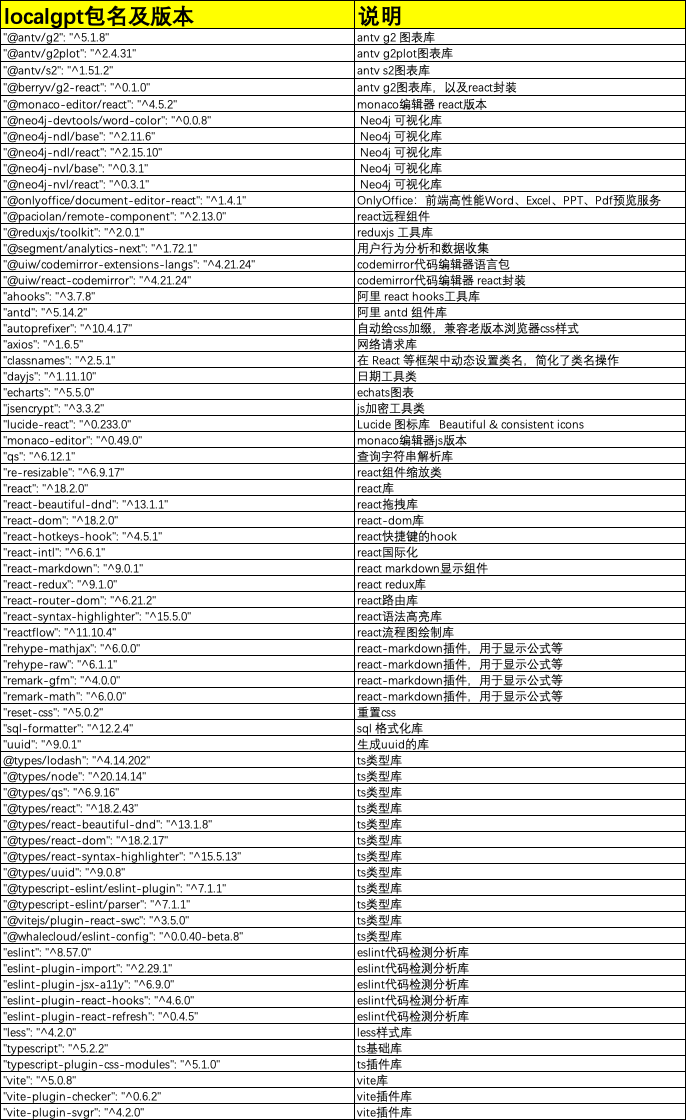 localgpt包名及版本 说明
"@antv/g2": "^5.1.8" antv g2 图表库
"@antv/g2plot": "^2.4.31" antv g2plot图表库
"@antv/s2": "^1.51.2" antv s2图表库
"@berryv/g2-react": "^0.1.0" antv g2图表库，以及react封装
"@monaco-editor/react": "^4.5.2" monaco编辑器 react版本
"@neo4j-devtools/word-color": "^0.0.8" Neo4j 可视化库
"@neo4j-ndl/base": "^2.11.6" Neo4j 可视化库
"@neo4j-ndl/react": "^2.15.10" Neo4j 可视化库
"@neo4j-nvl/base": "^0.3.1" Neo4j 可视化库
"@neo4j-nvl/react": "^0.3.1" Neo4j 可视化库
"@onlyoffice/document-editor-react": "^1.4.1" OnlyOffice：前端高性能Word、Excel、PPT、Pdf预览服务
"@paciolan/remote-component": "^2.13.0" react远程组件
"@reduxjs/toolkit": "^2.0.1" reduxjs 工具库
"@segment/analytics-next": "^1.72.1" 用户行为分析和数据收集
"@uiw/codemirror-extensions-langs": "^4.21.24" codemirror代码编辑器语言包
"@uiw/react-codemirror": "^4.21.24" codemirror代码编辑器 react封装
"ahooks": "^3.7.8" 阿里 react hooks工具库
"antd": "^5.14.2" 阿里 antd 组件库
"autoprefixer": "^10.4.17" 自动给css加缀，兼容老版本浏览器css样式
"axios": "^1.6.5" 网络请求库
"classnames": "^2.5.1" 在 React 等框架中动态设置类名，简化了类名操作
"dayjs": "^1.11.10" 日期工具类
"echarts": "^5.5.0" echats图表
"jsencrypt": "^3.3.2" js加密工具类
"lucide-react": "^0.233.0" Lucide 图标库 Beautiful & consistent icons
"monaco-editor": "^0.49.0" monaco编辑器js版本
"qs": "^6.12.1" 查询字符串解析库
"re-resizable": "^6.9.17" react组件缩放类
"react": "^18.2.0" react库
"react-beautiful-dnd": "^13.1.1" react拖拽库
"react-dom": "^18.2.0" react-dom库
"react-hotkeys-hook": "^4.5.1" react快捷键的hook
"react-intl": "^6.6.1" react国际化
"react-markdown": "^9.0.1" react markdown显示组件
"react-redux": "^9.1.0" react redux库
"react-router-dom": "^6.21.2" react路由库
"react-syntax-highlighter": "^15.5.0" react语法高亮库
"reactflow": "^11.10.4" react流程图绘制库
"rehype-mathjax": "^6.0.0" react-markdown插件，用于显示公式等
"rehype-raw": "^6.1.1" react-markdown插件，用于显示公式等
"remark-gfm": "^4.0.0" react-markdown插件，用于显示公式等
"remark-math": "^6.0.0" react-markdown插件，用于显示公式等
"reset-css": "^5.0.2" 重置css
"sql-formatter": "^12.2.4" sql 格式化库
"uuid": "^9.0.1" 生成uuid的库
@types/lodash": "^4.14.202" ts类型库
"@types/node": "^20.14.14" ts类型库
"@types/qs": "^6.9.16" ts类型库
"@types/react": "^18.2.43" ts类型库
"@types/react-beautiful-dnd": "^13.1.8" ts类型库
"@types/react-dom": "^18.2.17" ts类型库
"@types/react-syntax-highlighter": "^15.5.13" ts类型库
"@types/uuid": "^9.0.8" ts类型库
"@typescript-eslint/eslint-plugin": "^7.1.1" ts类型库
"@typescript-eslint/parser": "^7.1.1" ts类型库
"@vitejs/plugin-react-swc": "^3.5.0" ts类型库
"@whalecloud/eslint-config": "^0.0.40-beta.8" ts类型库
"eslint": "^8.57.0" eslint代码检测分析库
"eslint-plugin-import": "^2.29.1" eslint代码检测分析库
"eslint-plugin-jsx-a11y": "^6.9.0" eslint代码检测分析库
"eslint-plugin-react-hooks": "^4.6.0" eslint代码检测分析库
"eslint-plugin-react-refresh": "^0.4.5" eslint代码检测分析库
"less": "^4.2.0" less样式库
"typescript": "^5.2.2" ts基础库
"typescript-plugin-css-modules": "^5.1.0" ts插件库
"vite": "^5.0.8" vite库
"vite-plugin-checker": "^0.6.2" vite插件库
"vite-plugin-svgr": "^4.2.0" vite插件库